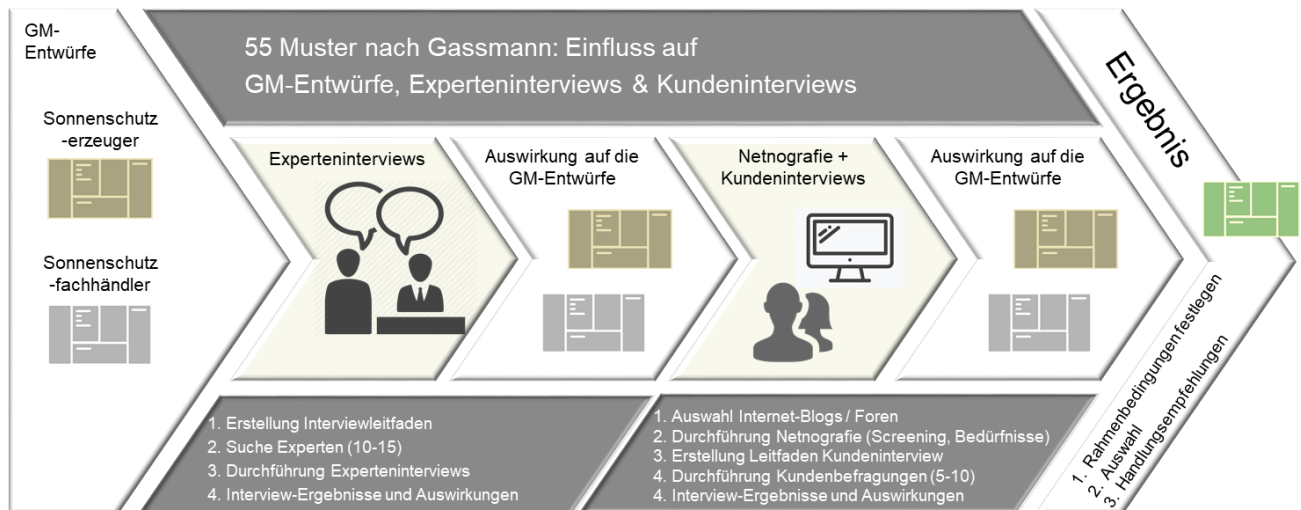 GM-
Entwürfe
Sonnenschutz
-erzeuger
Sonnenschutz
-fachhändler
55 Muster nach Gassmann: Einfluss auf
GM-Entwürfe, Experteninterviews & Kundeninterviews
Experteninterviews
Auswirkung auf die
GM-Entwürfe
Netnografie +
Kundeninterviews
Auswirkung auf die
GM-Entwürfe
1. Erstellung Interviewleitfaden
2. Suche Experten (10-15)
3. Durchführung Experteninterviews
4. Interview-Ergebnisse und Auswirkungen
1. Auswahl Internet-Blogs / Foren
2. Durchführung Netnografie (Screening, Bedürfnisse)
3. Erstellung Leitfaden Kundeninterview
4. Durchführung Kundenbefragungen (5-10)
4. Interview-Ergebnisse und Auswirkungen
Ergebnis
1. Rahmenbedingungen festlegen
2. Auswahl
3. Handlungsempfehlungen